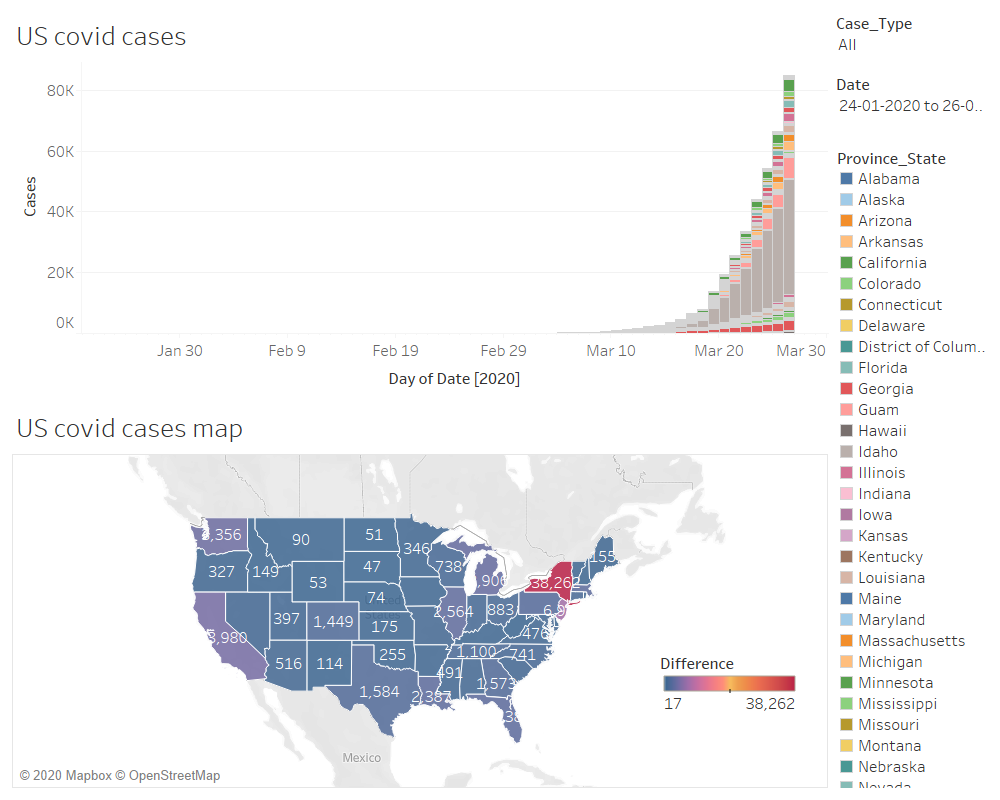 US covid cases
80K
60K
40K
20K
0K
Cases
Jan 30
Feb 9
Feb 19
Feb 29
Mar 10
Mar 20
Mar 30
Day of Date [2020]
Case_Type
All
Date
24-01-2020 to 26-0..
Province_State
Alabama
Alaska
Arizona
Arkansas
California
Colorado
Connecticut
Delaware
District of Colum..
Florida
Georgia
Guam
Hawaii
Idaho
Illinois
Indiana
Iowa
Kansas
Kentucky
Louisiana
Maine
Maryland
Massachusetts
Michigan
Minnesota
Mississippi
Missouri
Montana
Nebraska
Nevada
US covid cases map
,356
90
51
346
155
327
149
53
47
738
,906
38,262
74
2,564
883
6,9
397
1,449
175
476
3,980
516
114
255
1,100
741
491
1,573
1,584
2,387
38
Mexico
© 2020 Mapbox © OpenStreetMap
Difference
17
38,262